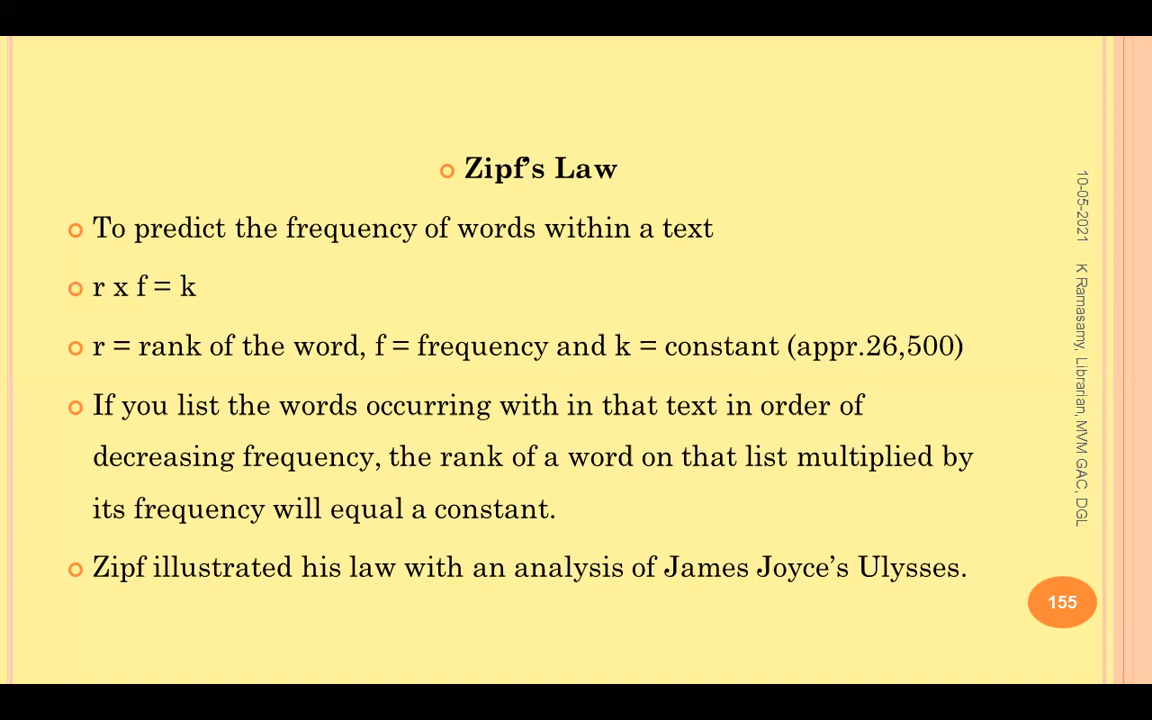 Zipf's Law
To predict the frequency of words within a text
r x f = k
r = rank of the word, f = frequency and k = constant (appr.26,500)
If you list the words occurring with in that text in order of
decreasing frequency, the rank of a word on that list multiplied by
its frequency will equal a constant.
Zipf illustrated his law with an analysis of James Joyce’s Ulysses.
10-05-2021
K Ramasamy, Librarian, MVM GAC, DGL
155